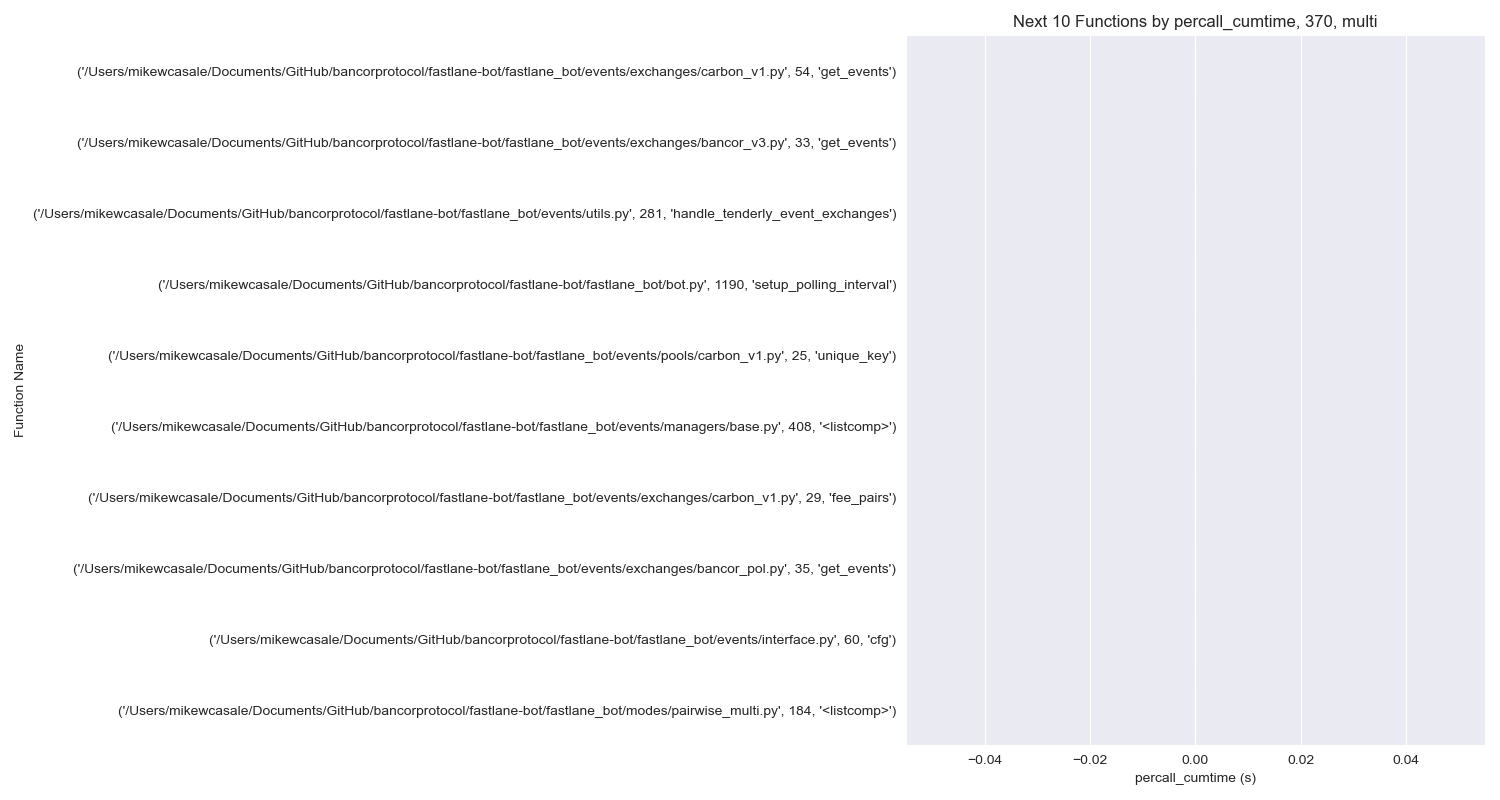 Next 10 Functions by percall_cumtime, 370, multi
('/Users/mikewcasale/Documents/GitHub/bancorprotocol/fastlane-bot/fastlane_bot/events/exchanges/carbon_v1.py', 54, 'get_events')
('/Users/mikewcasale/Documents/GitHub/bancorprotocol/fastlane-bot/fastlane_bot/events/exchanges/bancor_v3.py', 33, 'get_events')
('/Users/mikewcasale/Documents/GitHub/bancorprotocol/fastlane-bot/fastlane_bot/events/utils.py', 281, 'handle_tenderly_event_exchanges')
('/Users/mikewcasale/Documents/GitHub/bancorprotocol/fastlane-bot/fastlane_bot/bot.py', 1190, 'setup_polling_interval')
('/Users/mikewcasale/Documents/GitHub/bancorprotocol/fastlane-bot/fastlane_bot/events/pools/carbon_v1.py', 25, 'unique_key')
('/Users/mikewcasale/Documents/GitHub/bancorprotocol/fastlane-bot/fastlane_bot/events/managers/base.py', 408, '<listcomp>')
('/Users/mikewcasale/Documents/GitHub/bancorprotocol/fastlane-bot/fastlane_bot/events/exchanges/carbon_v1.py', 29, 'fee_pairs')
('/Users/mikewcasale/Documents/GitHub/bancorprotocol/fastlane-bot/fastlane_bot/events/exchanges/bancor_pol.py', 35, 'get_events')
('/Users/mikewcasale/Documents/GitHub/bancorprotocol/fastlane-bot/fastlane_bot/events/interface.py', 60, 'cfg')
('/Users/mikewcasale/Documents/GitHub/bancorprotocol/fastlane-bot/fastlane_bot/modes/pairwise_multi.py', 184, '<listcomp>')
Function Name
−0.04 −0.02 0.00 0.02 0.04
percall_cumtime (s)